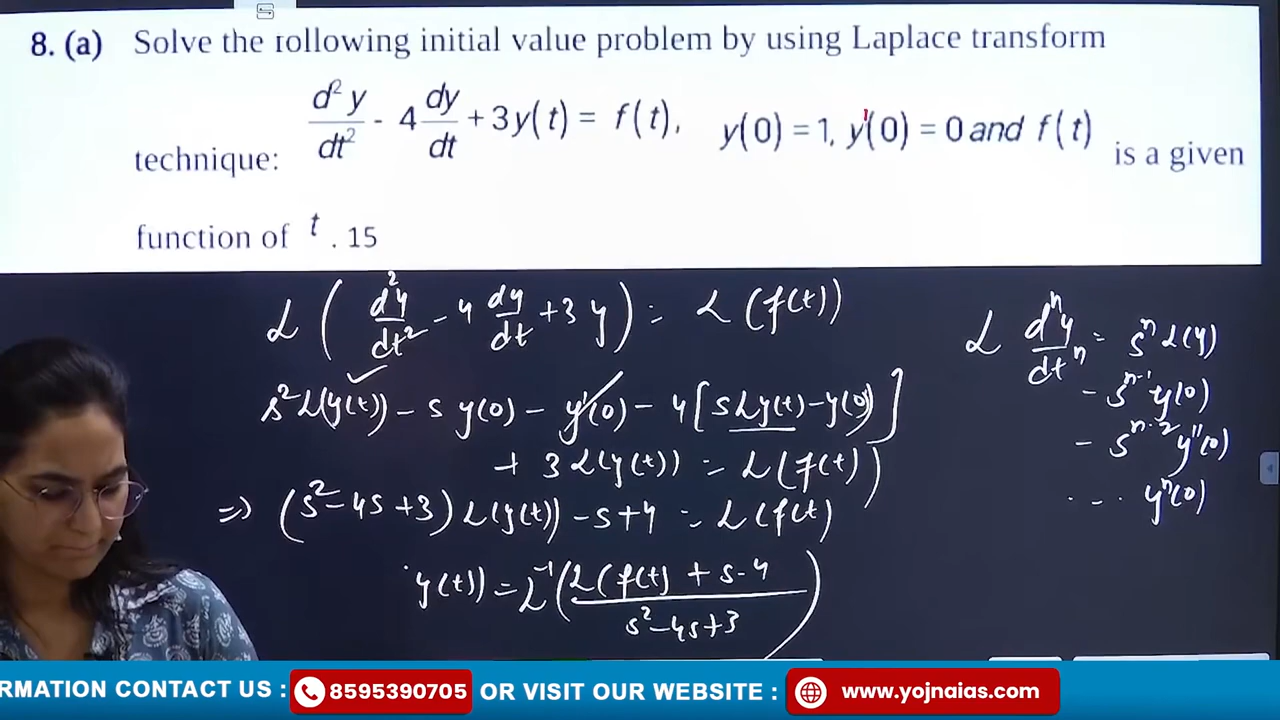 8. (a) Solve the following initial value problem by using Laplace transform
technique: d²y/dt² - 4 dy/dt + 3y(t) = f(t), y(0) = 1, y'(0) = 0 and f(t) is a given
function of t . 15
L ( d²y/dt² - 4 dy/dt + 3 y ) = L (f(t))
s² L(y(t)) - s y(0) - y'(0) - 4 [ s L y(t) - y(0) ]
+ 3 L(y(t)) = L(f(t))
=> (s² - 4s + 3) L(y(t)) - s + 4 = L(f(t)
y(t)) = L⁻¹ ( L(f(t) + s - 4 / s² - 4s + 3 )
L dⁿy/dtⁿ = sⁿ L(y)
- sⁿ⁻¹ y(0)
- sⁿ⁻² y''(0)
... yⁿ(0)
RMATION CONTACT US : 8595390705 OR VISIT OUR WEBSITE : www.yojnaias.com